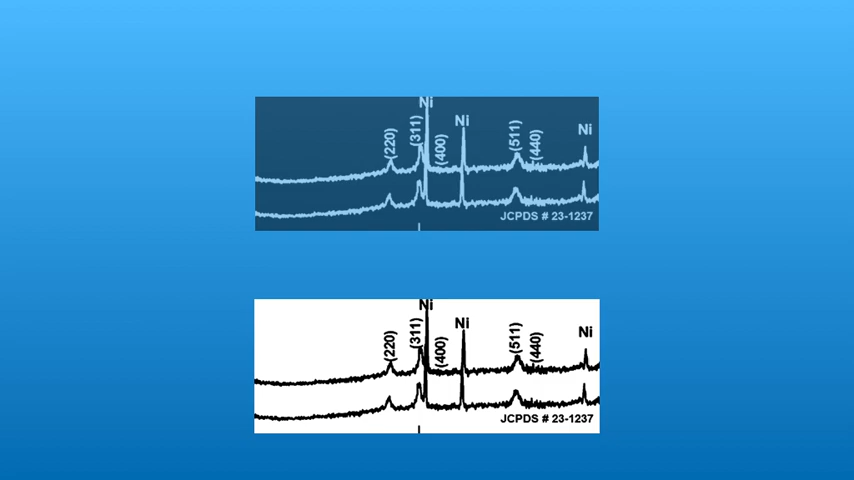 Ni
Ni
Ni
(220)
(311)
(400)
(511)
(440)
JCPDS # 23-1237
Ni
Ni
Ni
(220)
(311)
(400)
(511)
(440)
JCPDS # 23-1237